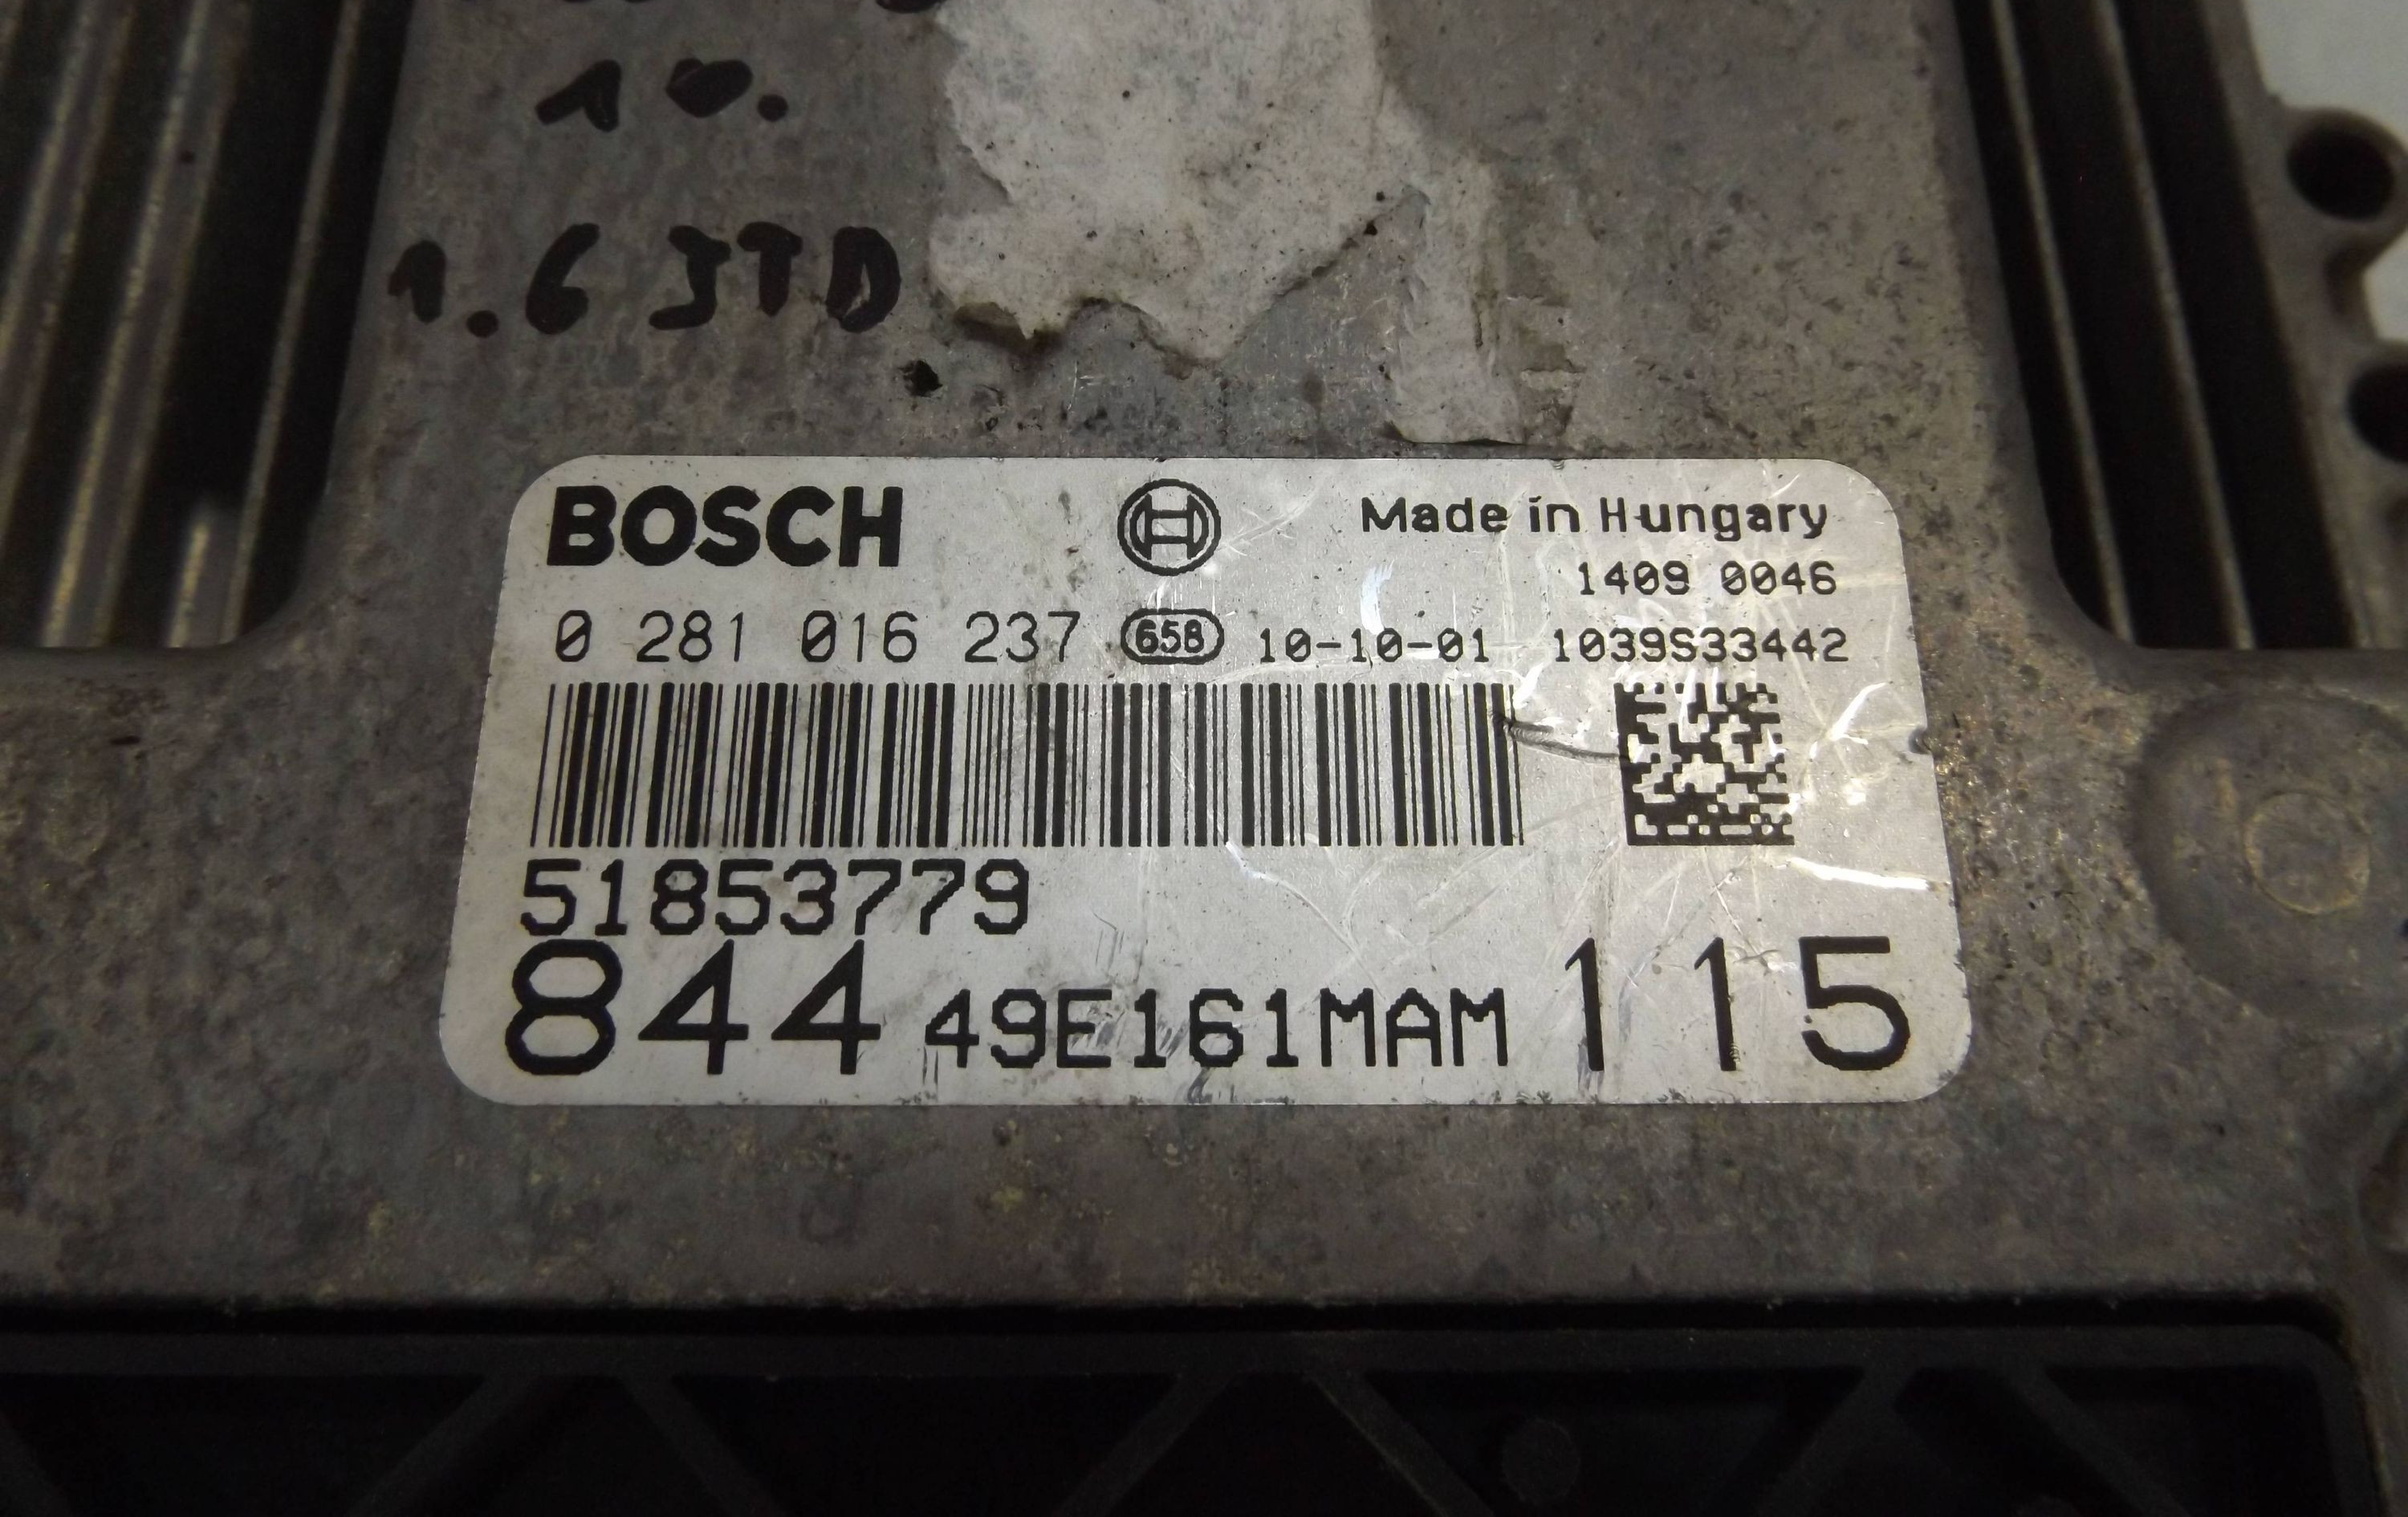 10.
1.6 JTD
BOSCH Made in Hungary
1409 0046
0 281 016 237 658 10-10-01 1039S33442
51853779
844 49E161MAM 115